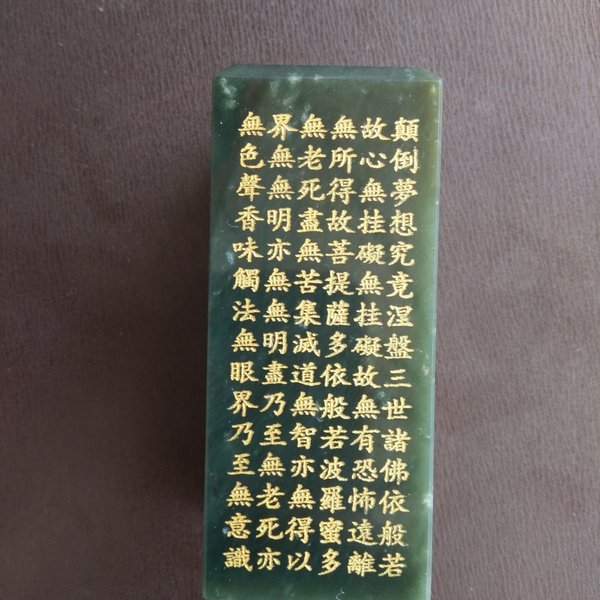 無色聲香味觸法無眼界乃至無意識
界無無明亦無無明盡乃至無老死亦
無老死盡無苦集滅道無智亦無得以
無所得故菩提薩多依般若波羅蜜多
故心無挂礙無挂礙故無有恐怖遠離
顛倒夢想究竟涅盤三世諸佛依般若